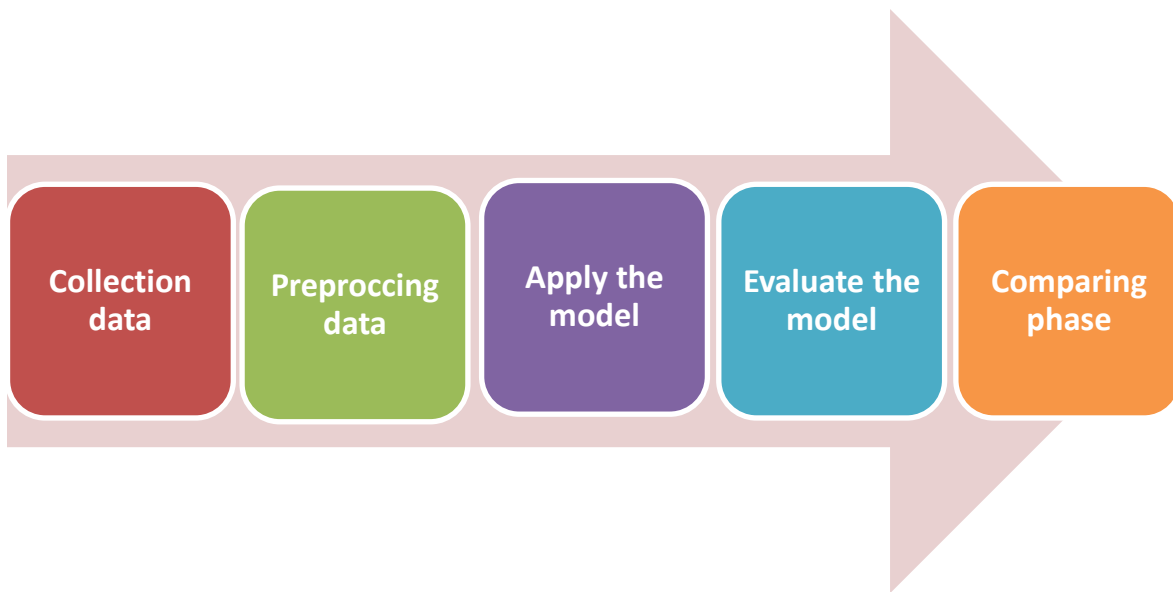 Collection
data
Preproccing
data
Apply the
model
Evaluate the
model
Comparing
phase